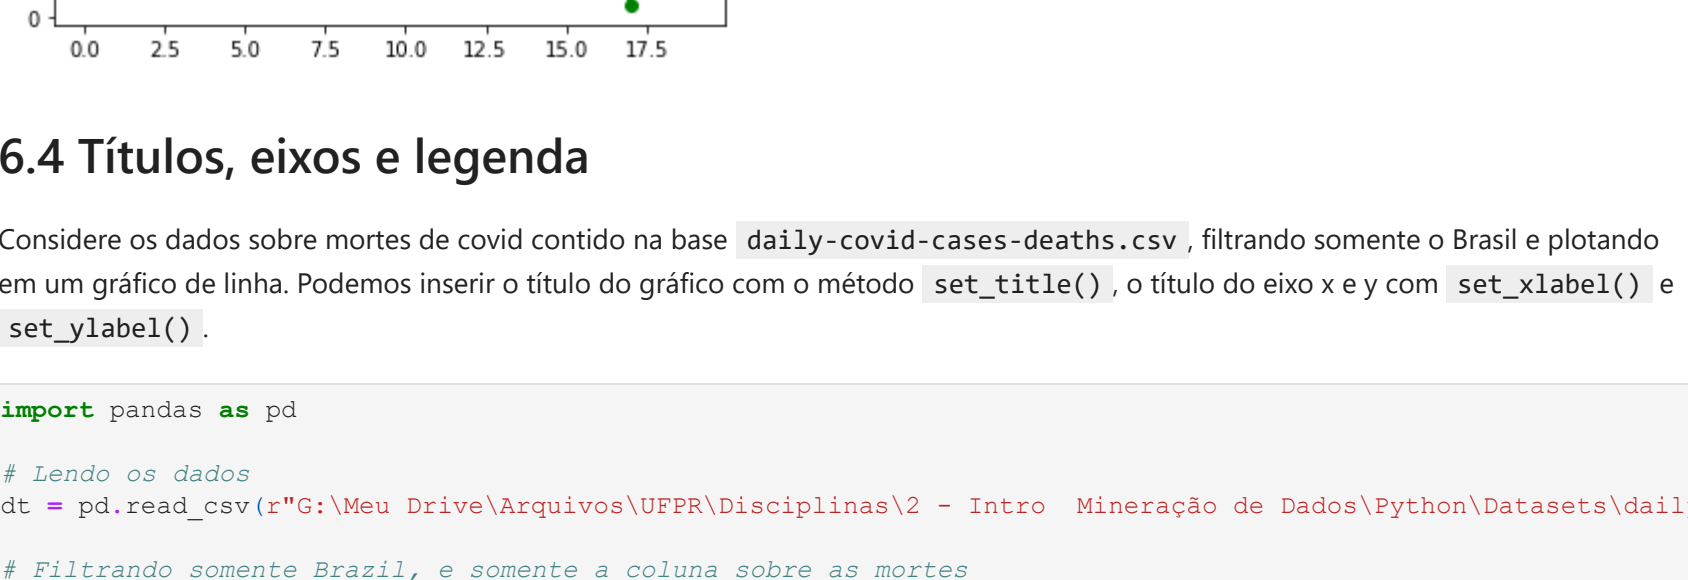 0
0.0 2.5 5.0 7.5 10.0 12.5 15.0 17.5
6.4 Títulos, eixos e legenda
Considere os dados sobre mortes de covid contido na base daily-covid-cases-deaths.csv , filtrando somente o Brasil e plotando
em um gráfico de linha. Podemos inserir o título do gráfico com o método set_title() , o título do eixo x e y com set_xlabel() e
set_ylabel() .
import pandas as pd
# Lendo os dados
dt = pd.read_csv(r"G:\Meu Drive\Arquivos\UFPR\Disciplinas\2 - Intro  Mineração de Dados\Python\Datasets\daily
# Filtrando somente Brazil, e somente a coluna sobre as mortes